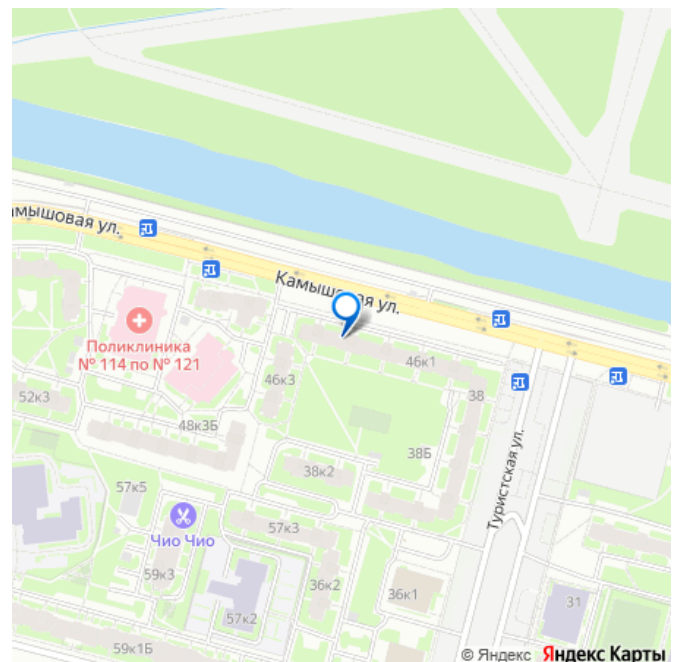 амышовая ул.
Камышовая ул.
Поликлиника
№ 114 по № 121
46к1
46к3
38
52к3
48к3Б
38Б
38к2
Туристская ул.
57к5
Чио Чио
57к3
59к3
36к2
36к1
31
57к2
59к1Б
© Яндекс Яндекс Карты